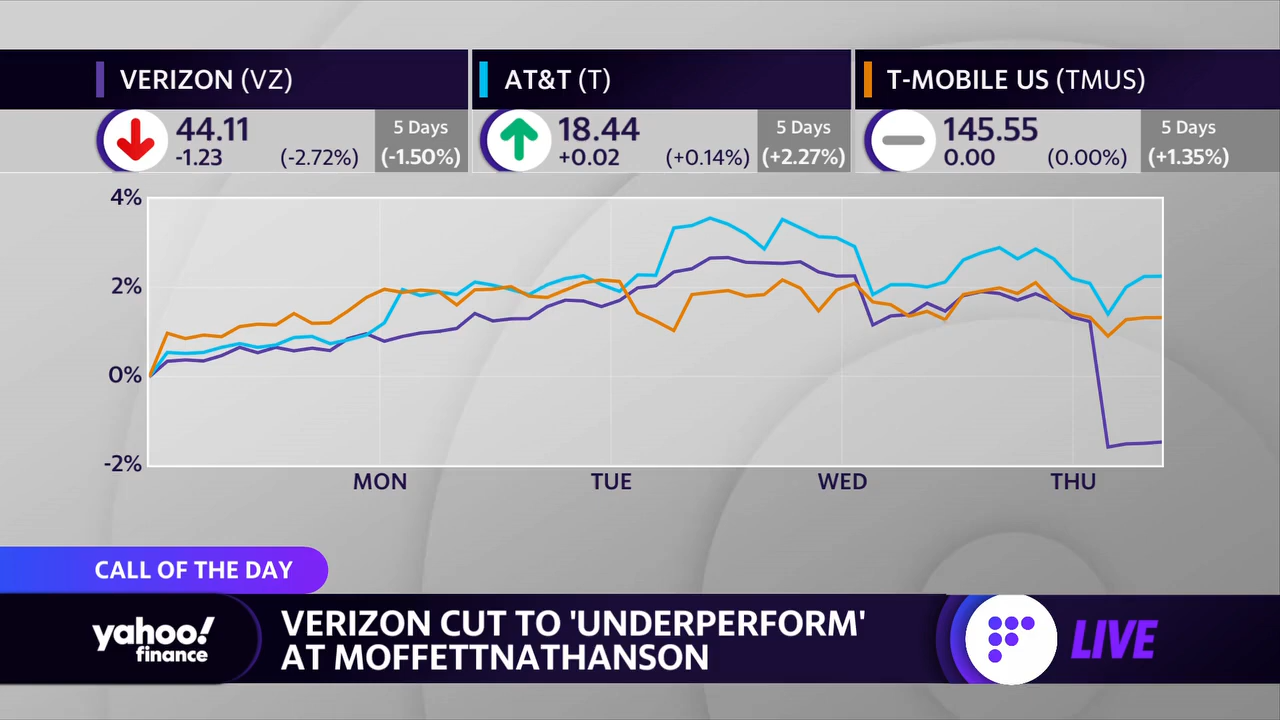 VERIZON (VZ)
44.11
-1.23 (-2.72%)
5 Days
(-1.50%)
AT&T (T)
18.44
+0.02 (+0.14%)
5 Days
(+2.27%)
T-MOBILE US (TMUS)
145.55
0.00 (0.00%)
5 Days
(+1.35%)
4%
2%
0%
-2%
MON TUE WED THU
CALL OF THE DAY
yahoo!
finance
VERIZON CUT TO 'UNDERPERFORM'
AT MOFFETTNATHANSON
LIVE